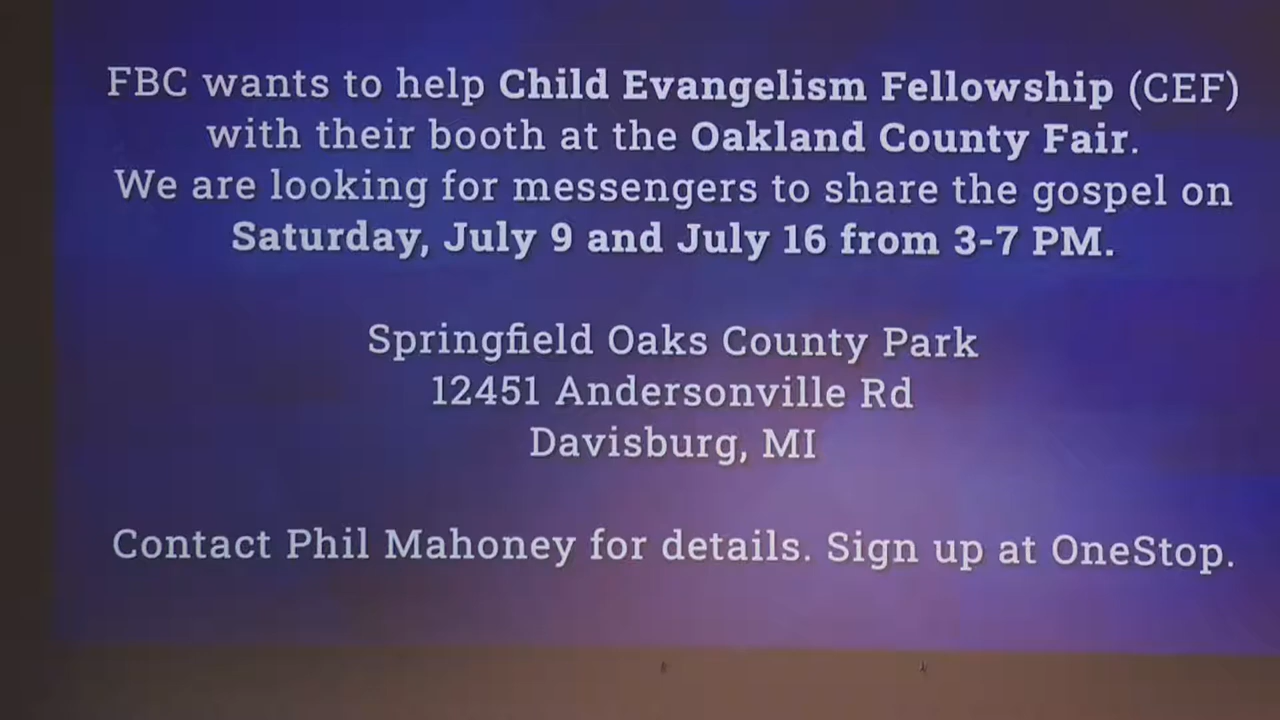 FBC wants to help Child Evangelism Fellowship (CEF)
with their booth at the Oakland County Fair.
We are looking for messengers to share the gospel on
Saturday, July 9 and July 16 from 3-7 PM.
Springfield Oaks County Park
12451 Andersonville Rd
Davisburg, MI
Contact Phil Mahoney for details. Sign up at OneStop.